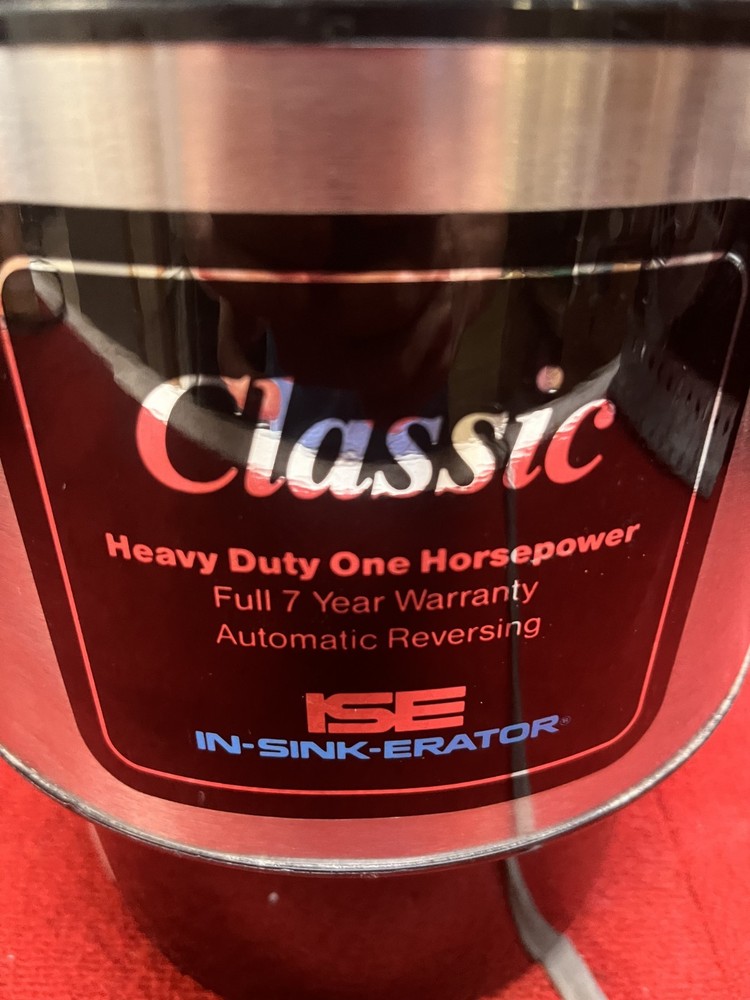 Classic
Heavy Duty One Horsepower
Full 7 Year Warranty
Automatic Reversing
ISE
IN-SINK-ERATOR®